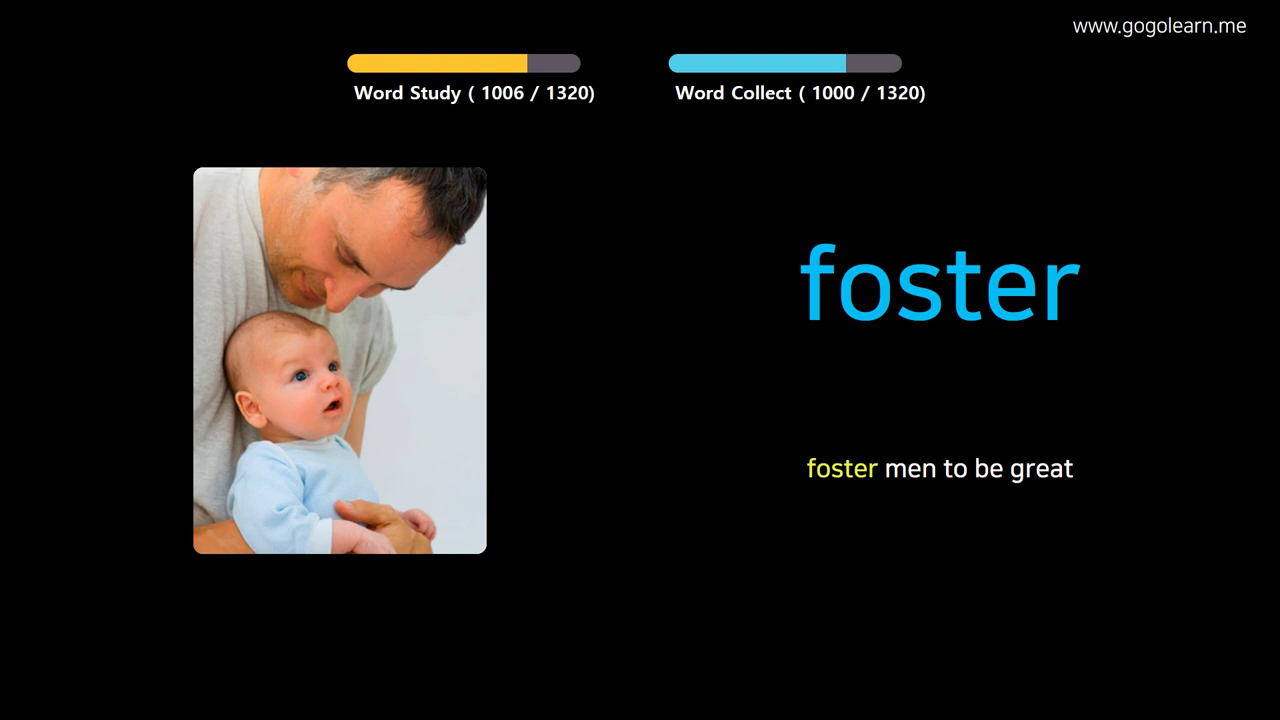 www.gogolearn.me
Word Study ( 1006 / 1320)
Word Collect ( 1000 / 1320)
foster
foster men to be great